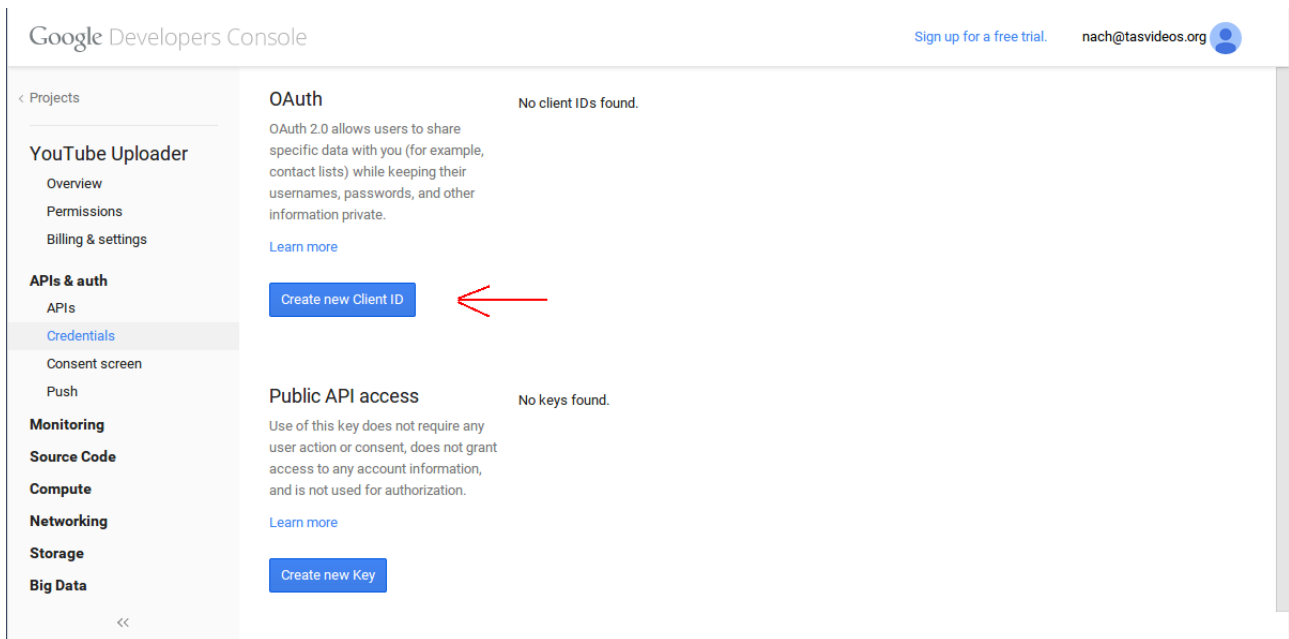 Google Developers Console
Sign up for a free trial.
nach@tasvideos.org
< Projects
YouTube Uploader
Overview
Permissions
Billing & settings
APIs & auth
APIs
Credentials
Consent screen
Push
Monitoring
Source Code
Compute
Networking
Storage
Big Data
<<
OAuth
OAuth 2.0 allows users to share
specific data with you (for example,
contact lists) while keeping their
usernames, passwords, and other
information private.
Learn more
Create new Client ID
No client IDs found.
Public API access
Use of this key does not require any
user action or consent, does not grant
access to any account information,
and is not used for authorization.
Learn more
Create new Key
No keys found.